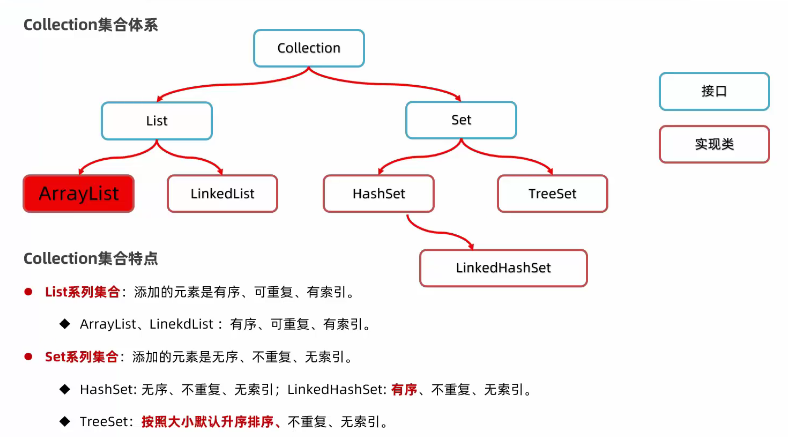 Collection集合体系
Collection
接口
List
Set
实现类
ArrayList
LinkedList
HashSet
TreeSet
LinkedHashSet
Collection集合特点
List系列集合：添加的元素是有序、可重复、有索引。
ArrayList、LinekdList ：有序、可重复、有索引。
Set系列集合：添加的元素是无序、不重复、无索引。
HashSet: 无序、不重复、无索引；LinkedHashSet: 有序、不重复、无索引。
TreeSet：按照大小默认升序排序、不重复、无索引。